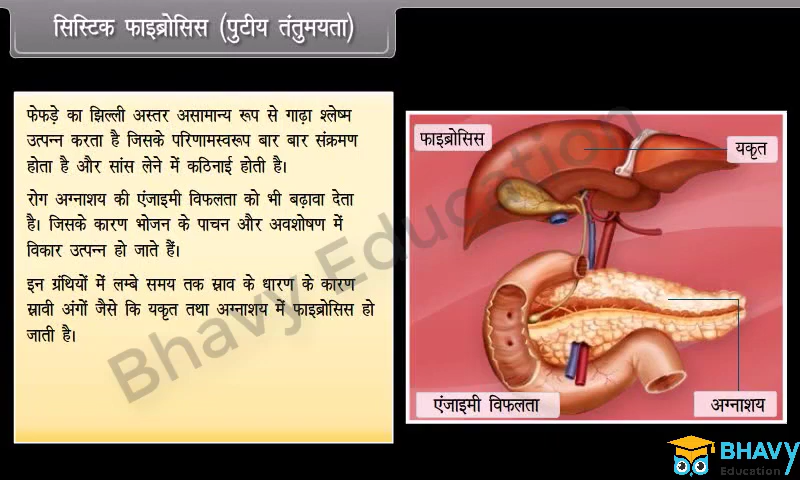 सिस्टिक फाइब्रोसिस (पुटीय तंतुमयता)
फेफड़े का झिल्ली अस्तर असामान्य रूप से गाढ़ा श्लेष्म
उत्पन्न करता है जिसके परिणामस्वरूप बार बार संक्रमण
होता है और सांस लेने में कठिनाई होती है।
रोग अग्नाशय की एंजाइमी विफलता को भी बढ़ावा देता
है। जिसके कारण भोजन के पाचन और अवशोषण में
विकार उत्पन्न हो जाते हैं।
इन ग्रंथियों में लम्बे समय तक स्राव के धारण के कारण
स्रावी अंगों जैसे कि यकृत तथा अग्नाशय में फाइब्रोसिस हो
जाती है।
फाइब्रोसिस
यकृत
एंजाइमी विफलता
अग्नाशय
Bhavy Education
BHAVY
Education